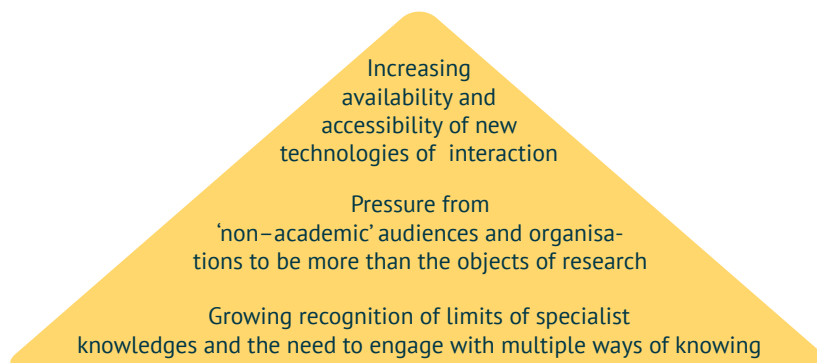 Increasing
availability and
accessibility of new
technologies of interaction
Pressure from
‘non–academic’ audiences and organisa-
tions to be more than the objects of research
Growing recognition of limits of specialist
knowledges and the need to engage with multiple ways of knowing